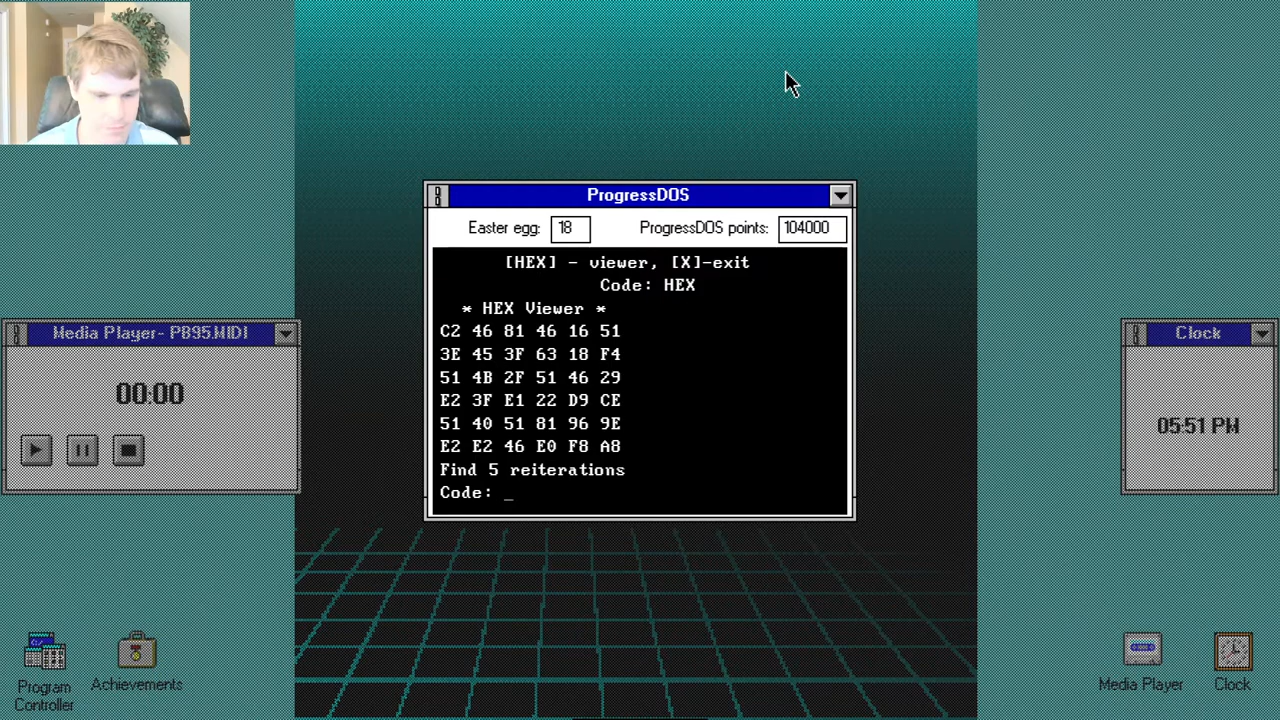 ProgressDOS
Easter egg: 18 ProgressDOS points: 104000
[HEX] - viewer, [X]-exit
Code: HEX
* HEX Viewer *
C2 46 81 46 16 51
3E 45 3F 63 18 F4
51 4B 2F 51 46 29
E2 3F E1 22 D9 CE
51 40 51 81 96 9E
E2 E2 46 E0 F8 A8
Find 5 reiterations
Code: _
Media Player- PB95.MID1
00:00
Clock
05:51 PM
Program
Controller
Achievements
Media Player
Clock